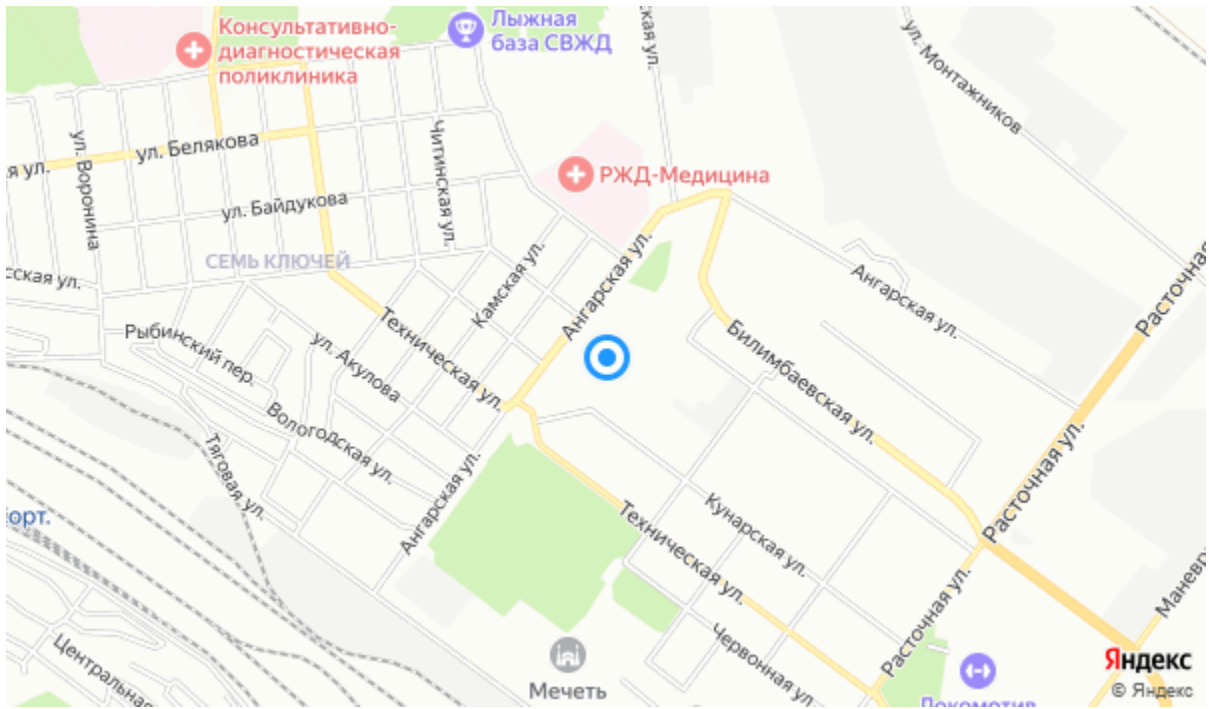 Консультативно-
диагностическая
поликлиника
Лыжная
база СВЖД
ская ул.
ул. Монтажников
ул. Белякова
я ул.
ул. Воронина
Читинская ул.
РЖД-Медицина
ул. Байдукова
СЕМЬ КЛЮЧЕЙ
сская ул.
Камская ул.
Ангарская ул.
Ангарская ул.
Расточная
Рыбинский пер.
ул. Акулова
Техническая ул.
Билимбаевская ул.
Вологодская ул.
Тяговая ул.
Ангарская ул.
Расточная ул.
орт.
Техническая ул.
Кунарская ул.
Расточная ул.
Маневр
Червонная ул.
Центральная
Мечеть
Локомотив
Яндекс
© Яндекс